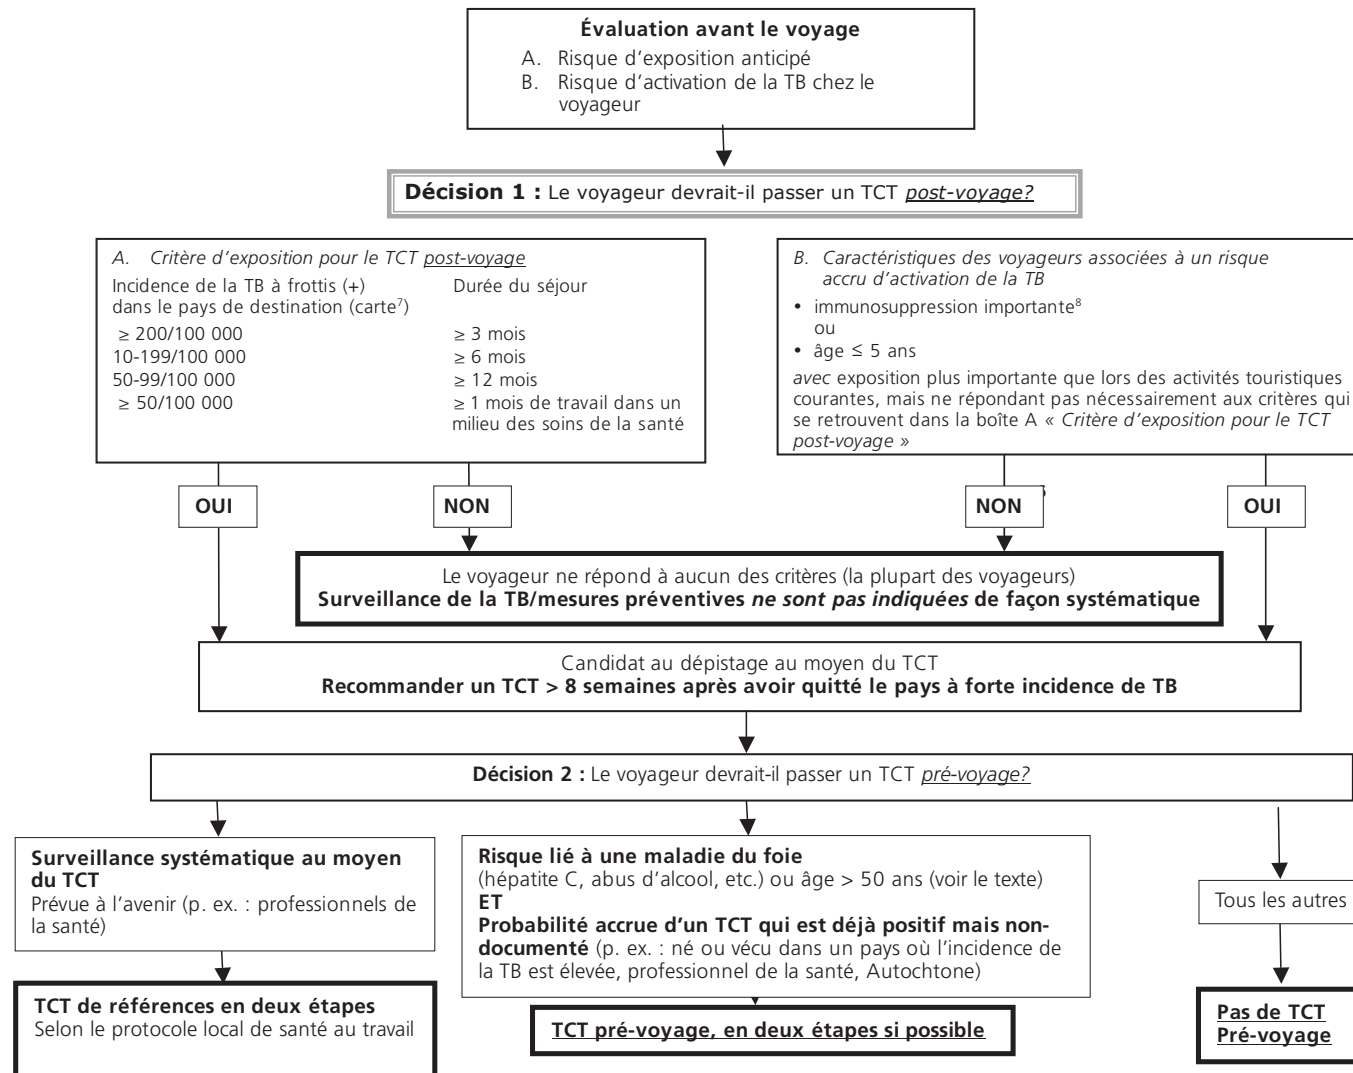 Évaluation avant le voyage
A. Risque d'exposition anticipé
B. Risque d'activation de la TB chez le
voyageur
Décision 1 : Le voyageur devrait-il passer un TCT post-voyage?
A. Critère d'exposition pour le TCT post-voyage
Incidence de la TB à frottis (+)
dans le pays de destination (carte⁷)
Durée du séjour
≥ 200/100 000 ≥ 3 mois
10-199/100 000 ≥ 6 mois
50-99/100 000 ≥ 12 mois
≥ 50/100 000 ≥ 1 mois de travail dans un
milieu des soins de la santé
B. Caractéristiques des voyageurs associées à un risque
accru d'activation de la TB
• immunosuppression importante⁸
ou
• âge ≤ 5 ans
avec exposition plus importante que lors des activités touristiques
courantes, mais ne répondant pas nécessairement aux critères qui
se retrouvent dans la boîte A « Critère d'exposition pour le TCT
post-voyage »
OUI
NON
NON
OUI
Le voyageur ne répond à aucun des critères (la plupart des voyageurs)
Surveillance de la TB/mesures préventives ne sont pas indiquées de façon systématique
Candidat au dépistage au moyen du TCT
Recommander un TCT > 8 semaines après avoir quitté le pays à forte incidence de TB
Décision 2 : Le voyageur devrait-il passer un TCT pré-voyage?
Surveillance systématique au moyen
du TCT
Prévue à l'avenir (p. ex. : professionnels de
la santé)
TCT de références en deux étapes
Selon le protocole local de santé au travail
Risque lié à une maladie du foie
(hépatite C, abus d'alcool, etc.) ou âge > 50 ans (voir le texte)
ET
Probabilité accrue d'un TCT qui est déjà positif mais non-
documenté (p. ex. : né ou vécu dans un pays où l'incidence de
la TB est élevée, professionnel de la santé, Autochtone)
TCT pré-voyage, en deux étapes si possible
Tous les autres
Pas de TCT
Pré-voyage